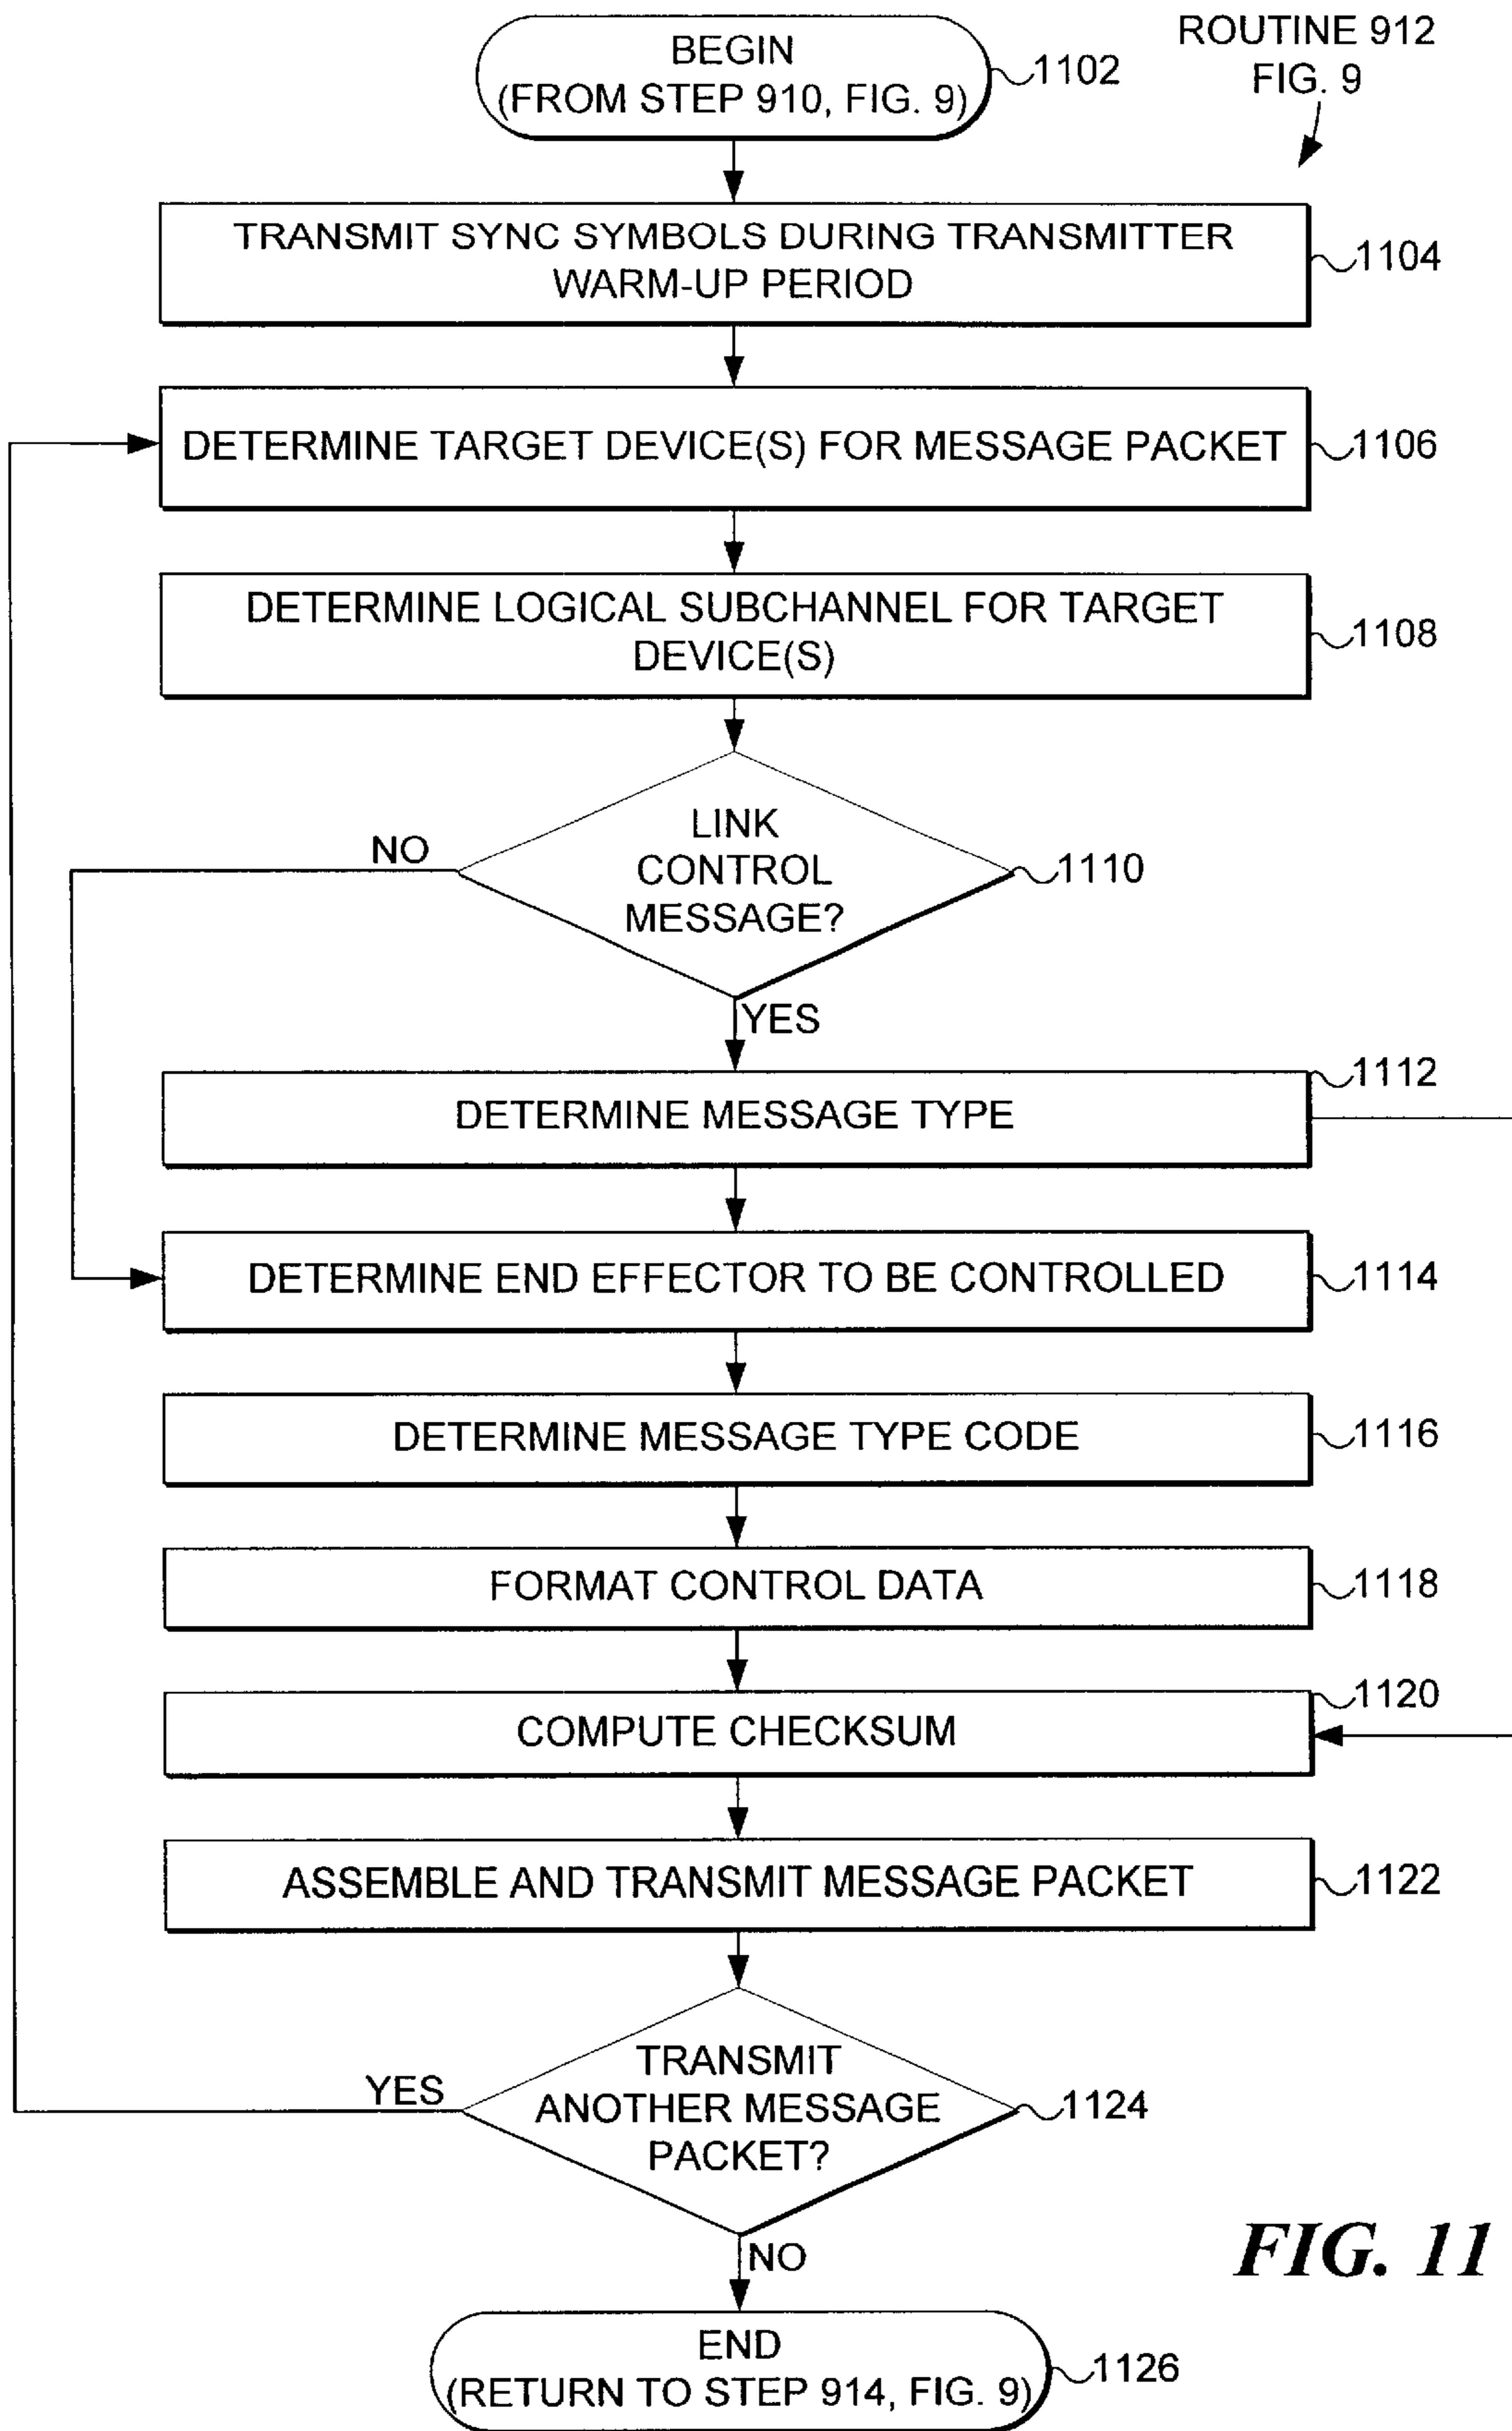 BEGIN
(FROM STEP 910, FIG. 9)
1102
ROUTINE 912
FIG. 9
TRANSMIT SYNC SYMBOLS DURING TRANSMITTER
WARM-UP PERIOD
1104
DETERMINE TARGET DEVICE(S) FOR MESSAGE PACKET
1106
DETERMINE LOGICAL SUBCHANNEL FOR TARGET
DEVICE(S)
1108
NO
LINK
CONTROL
MESSAGE?
1110
YES
1112
DETERMINE MESSAGE TYPE
DETERMINE END EFFECTOR TO BE CONTROLLED
1114
DETERMINE MESSAGE TYPE CODE
1116
FORMAT CONTROL DATA
1118
1120
COMPUTE CHECKSUM
ASSEMBLE AND TRANSMIT MESSAGE PACKET
1122
YES
TRANSMIT
ANOTHER MESSAGE
PACKET?
1124
NO
FIG. 11
END
(RETURN TO STEP 914, FIG. 9)
1126